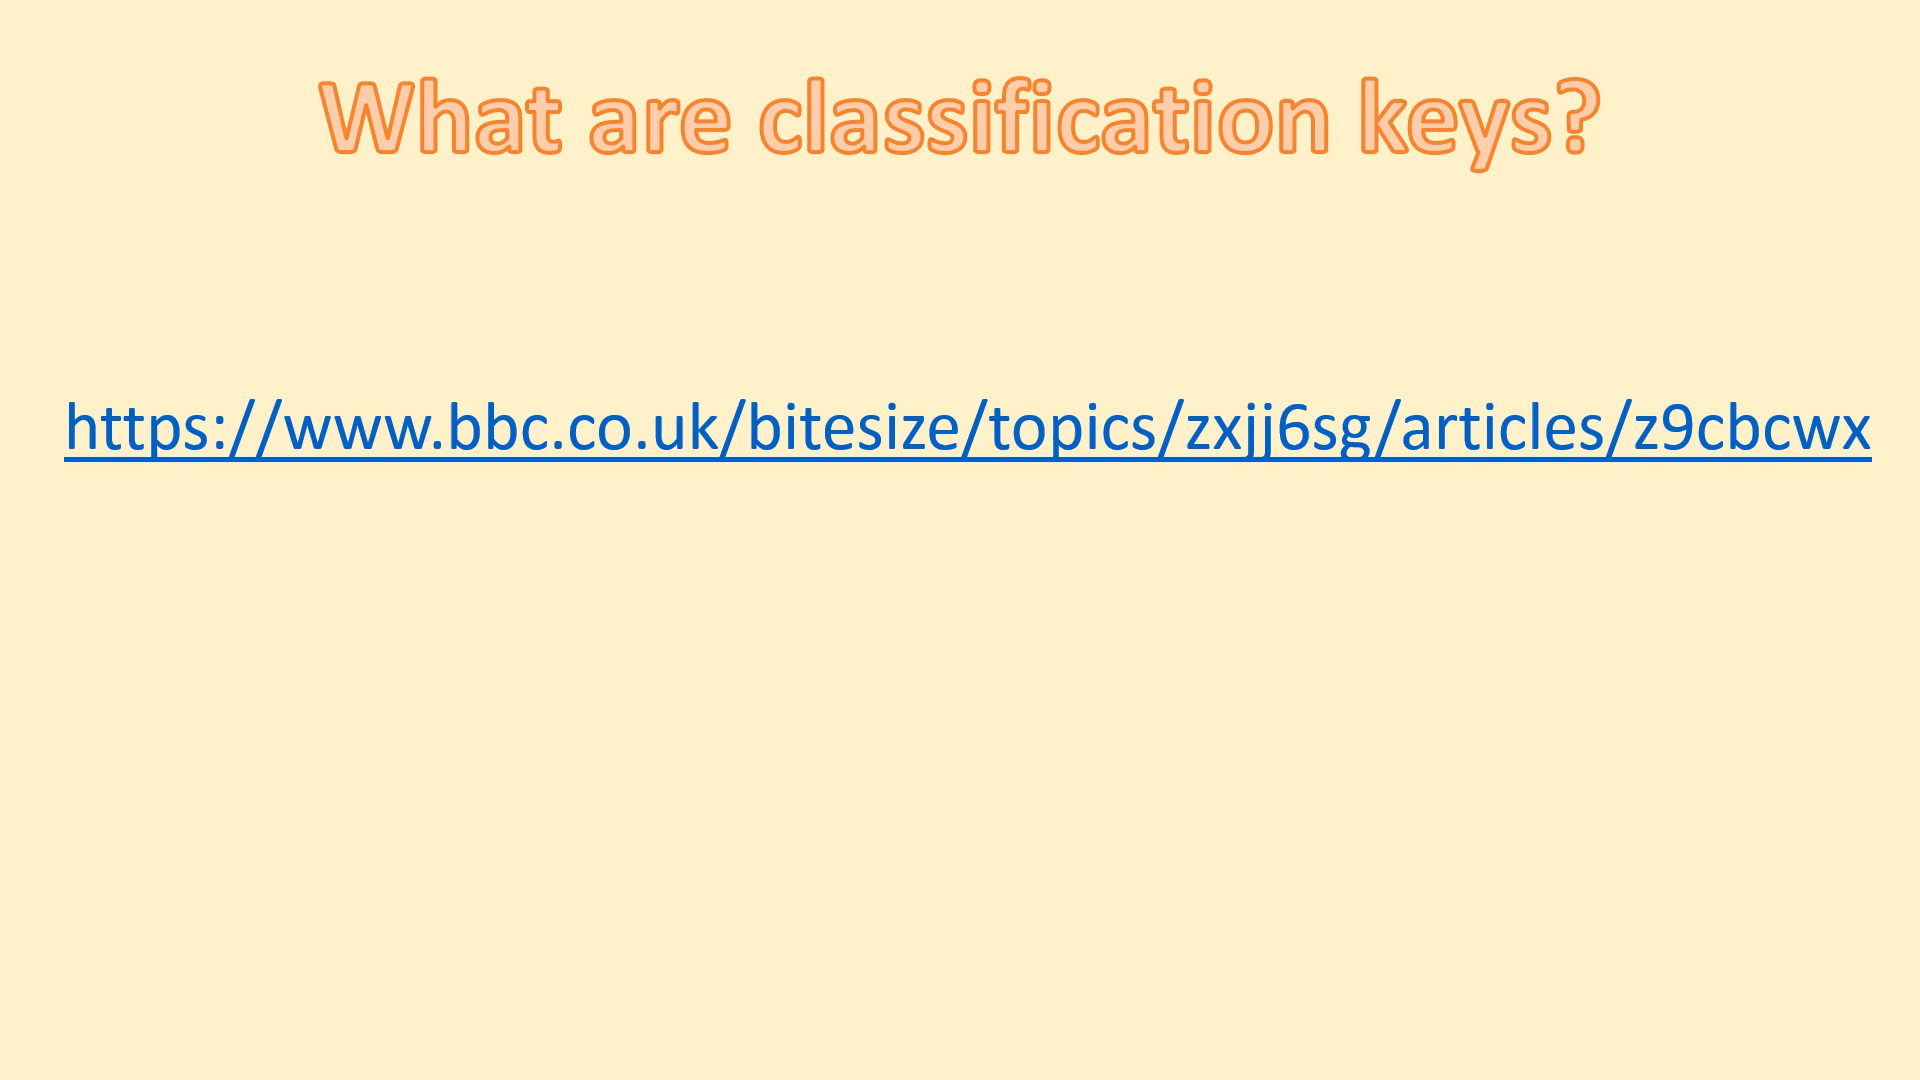 What are classification keys?
https://www.bbc.co.uk/bitesize/topics/zxjj6sg/articles/z9cbcwx